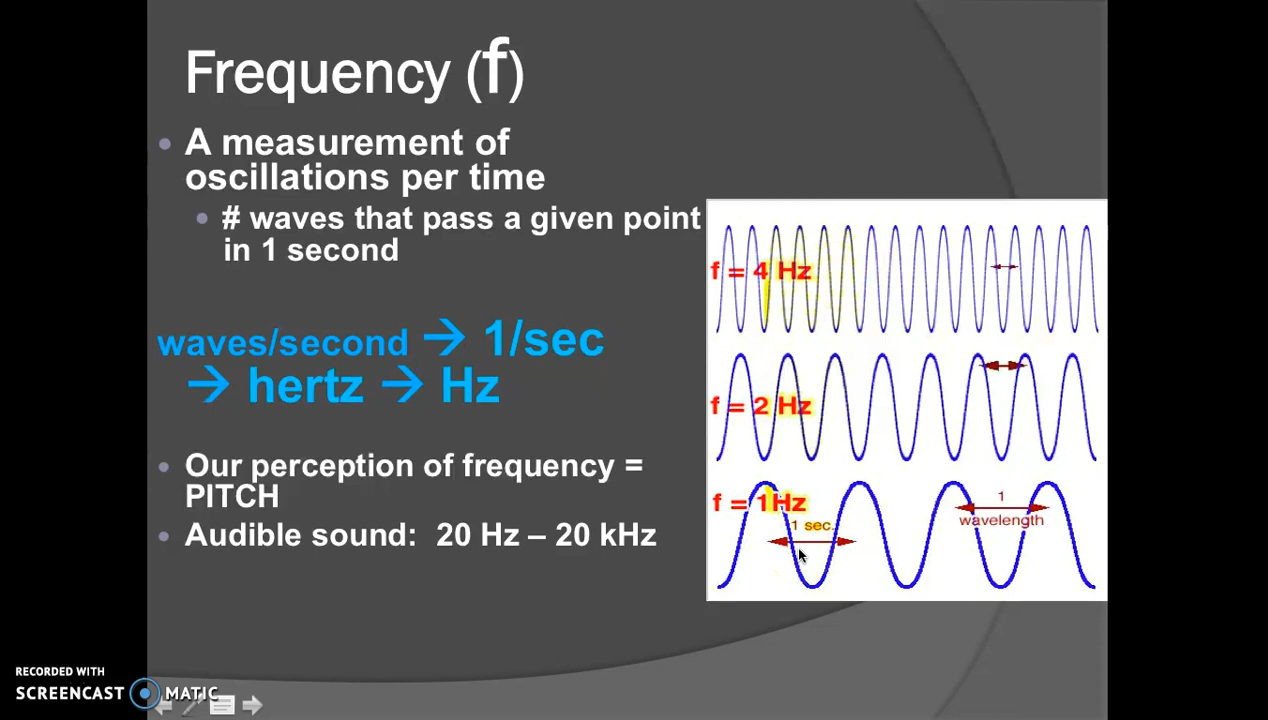 Frequency (f)
• A measurement of
oscillations per time
• # waves that pass a given point
in 1 second
waves/second → 1/sec
→ hertz → Hz
• Our perception of frequency =
PITCH
• Audible sound: 20 Hz – 20 kHz
f = 4 Hz
f = 2 Hz
f = 1Hz
1 sec.
1
wavelength
RECORDED WITH
SCREENCAST MATIC